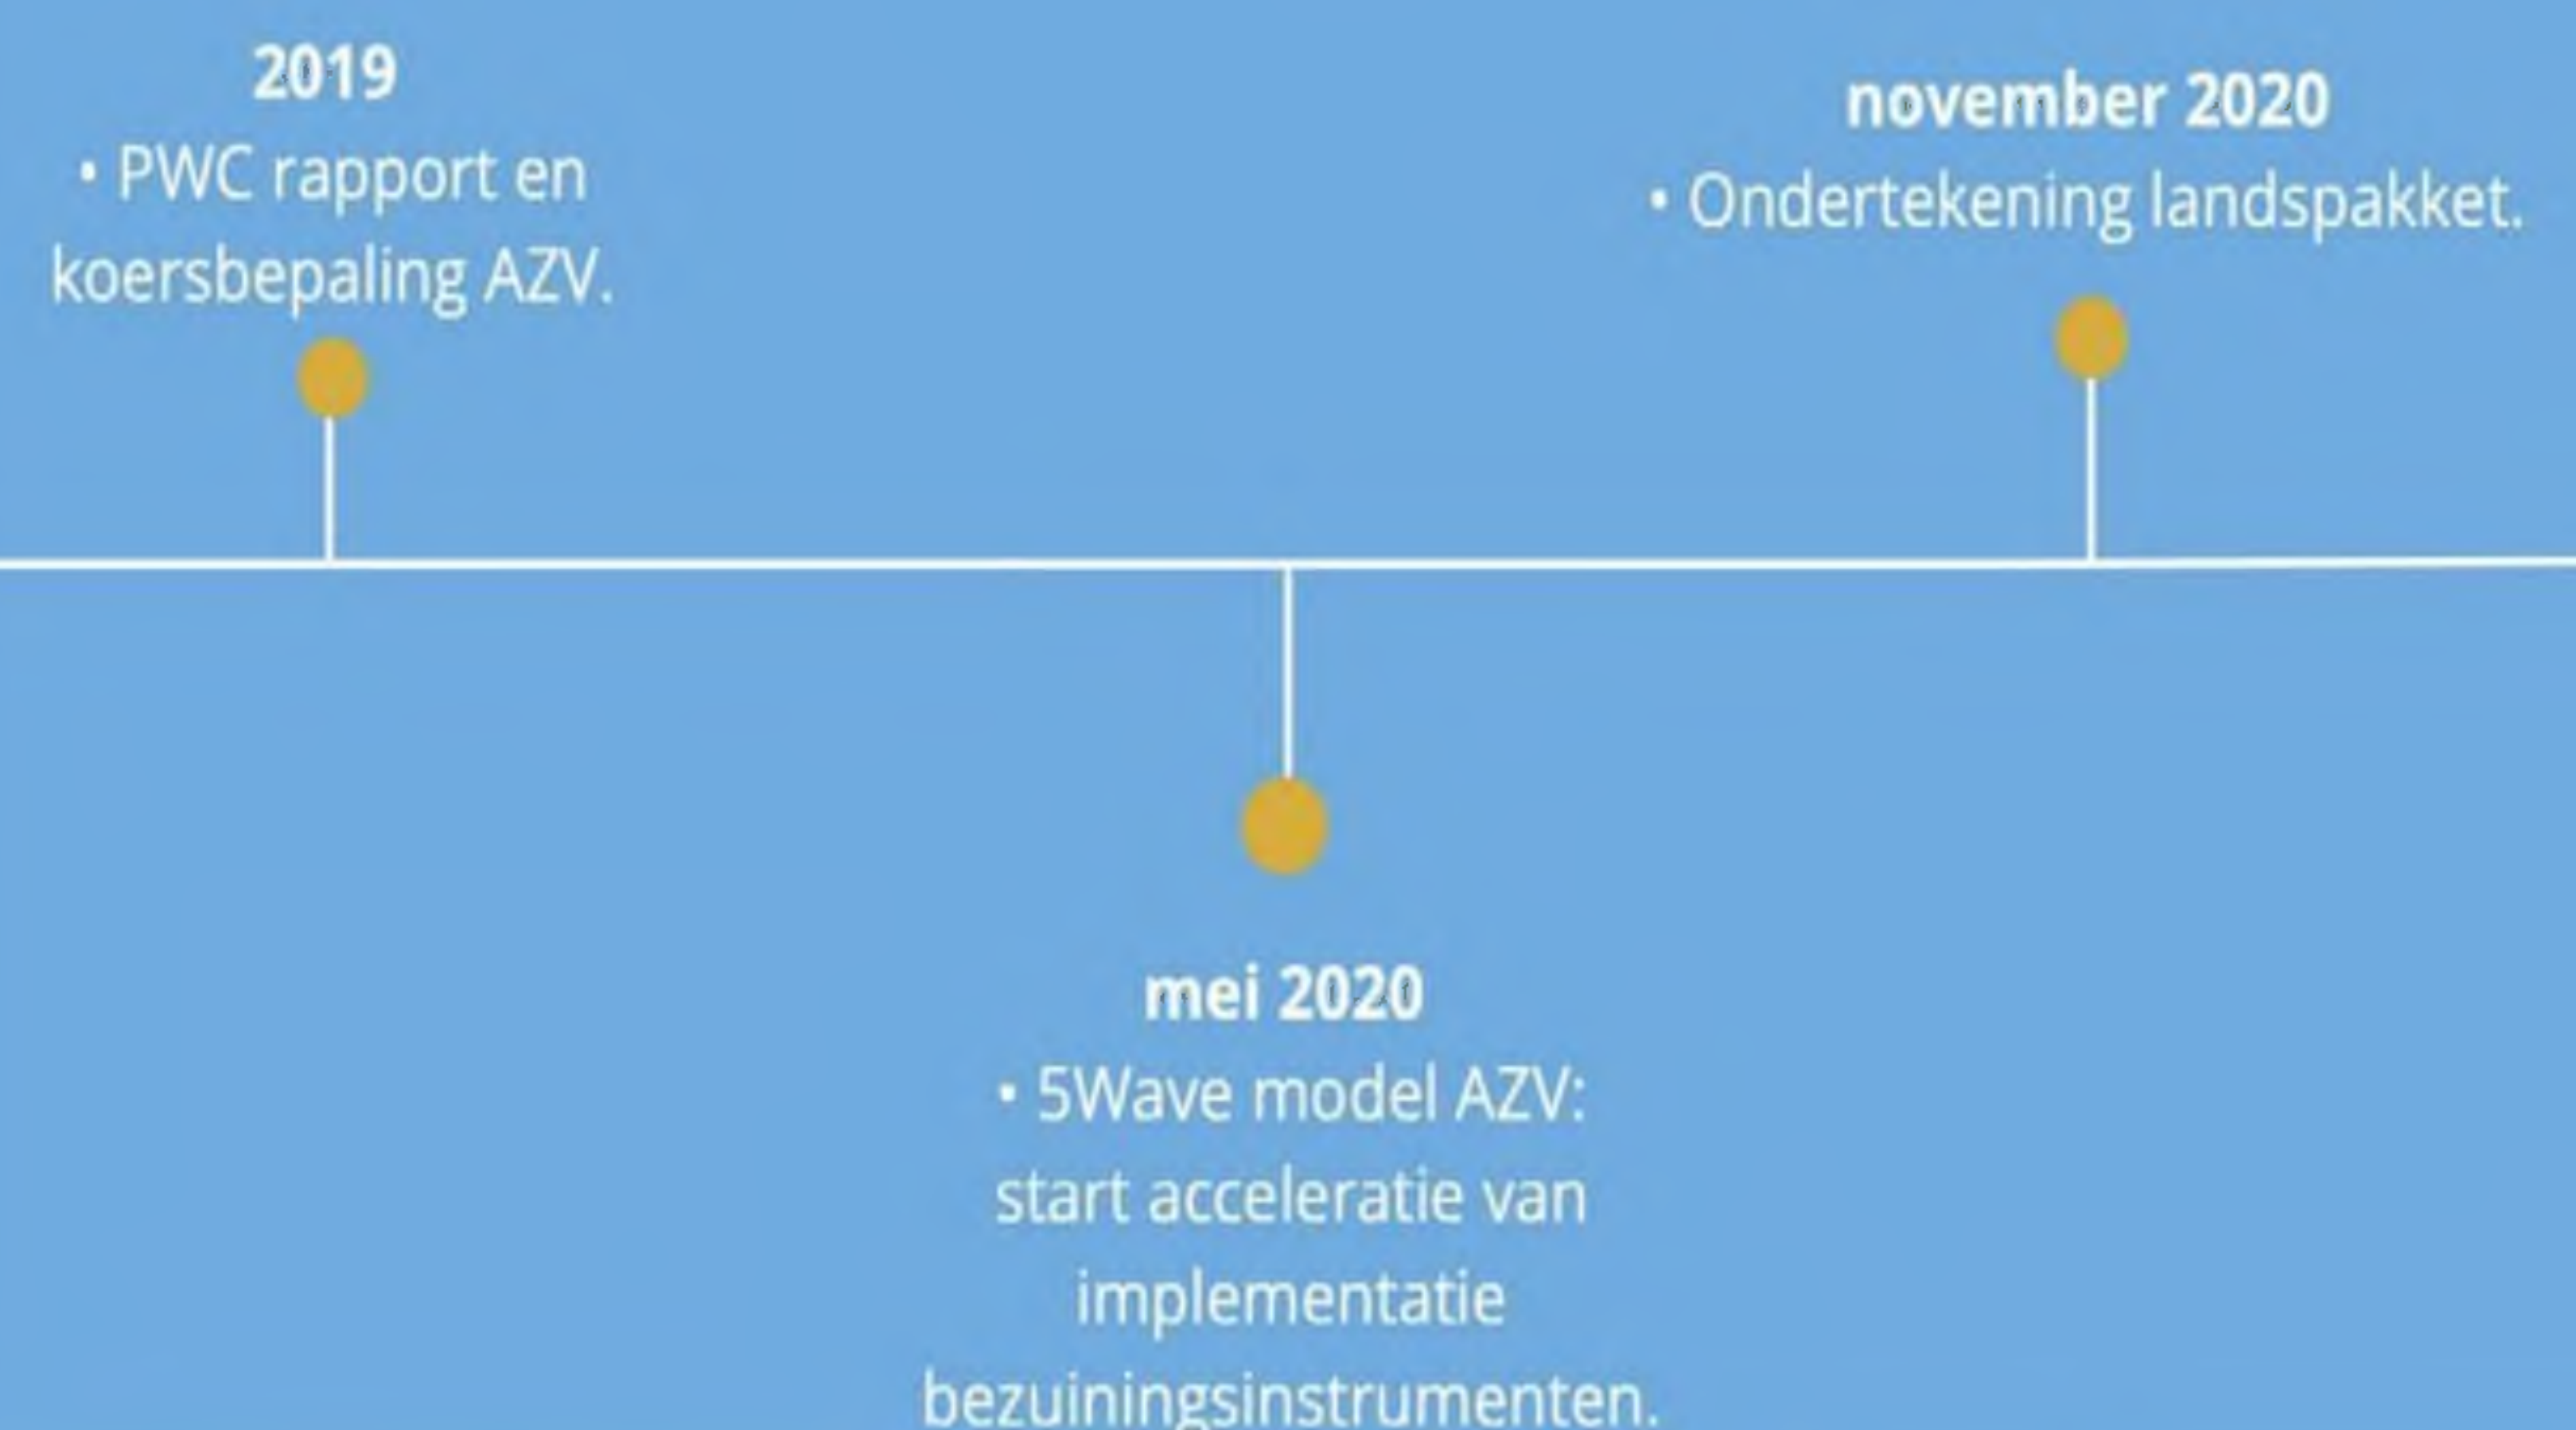 2019
• PWC rapport en
koersbepaling AZV.
november 2020
• Ondertekening landspakket.
mei 2020
• 5Wave model AZV:
start acceleratie van
implementatie
bezuiningsinstrumenten.